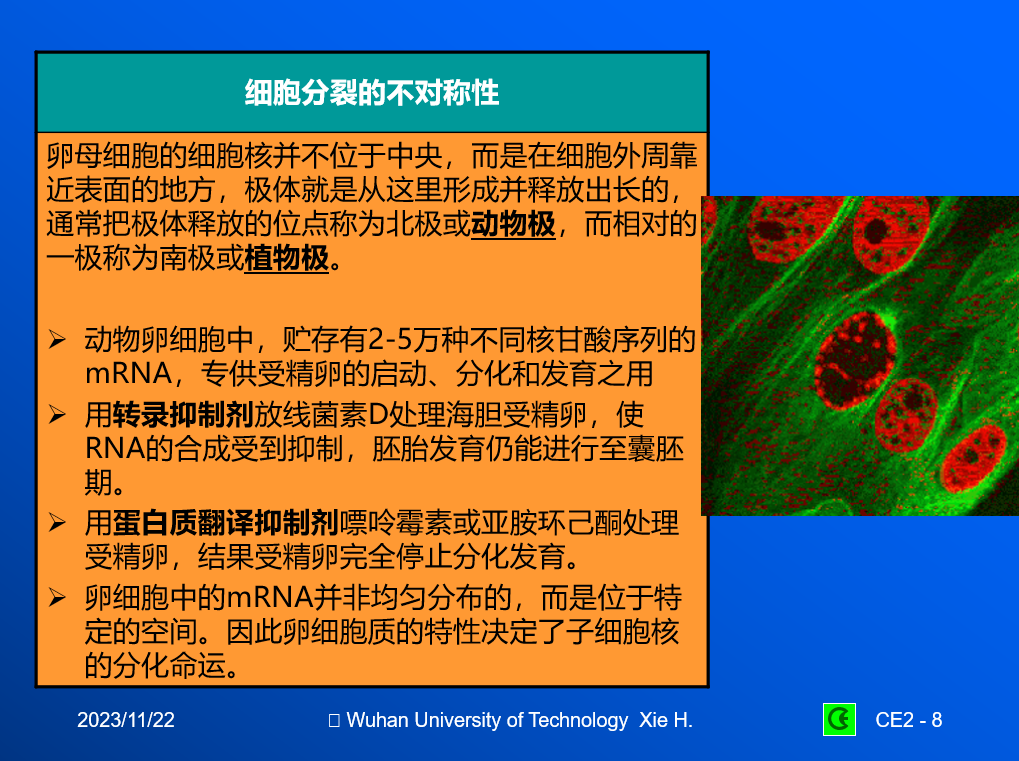 细胞分裂的不对称性
卵母细胞的细胞核并不位于中央，而是在细胞外周靠
近表面的地方，极体就是从这里形成并释放出长的，
通常把极体释放的位点称为北极或动物极，而相对的
一极称为南极或植物极。
➢ 动物卵细胞中，贮存有2-5万种不同核甘酸序列的
mRNA，专供受精卵的启动、分化和发育之用
➢ 用转录抑制剂放线菌素D处理海胆受精卵，使
RNA的合成受到抑制，胚胎发育仍能进行至囊胚
期。
➢ 用蛋白质翻译抑制剂嘌呤霉素或亚胺环己酮处理
受精卵，结果受精卵完全停止分化发育。
➢ 卵细胞中的mRNA并非均匀分布的，而是位于特
定的空间。因此卵细胞质的特性决定了子细胞核
的分化命运。
2023/11/22
Wuhan University of Technology Xie H.
CE2 - 8